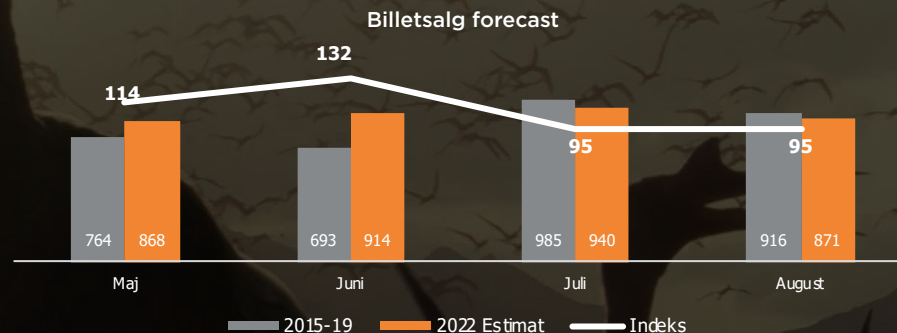 Billetsalg forecast
114 132 95 95
764 868 693 914 985 940 916 871
Maj Juni Juli August
2015-19 2022 Estimat Indeks